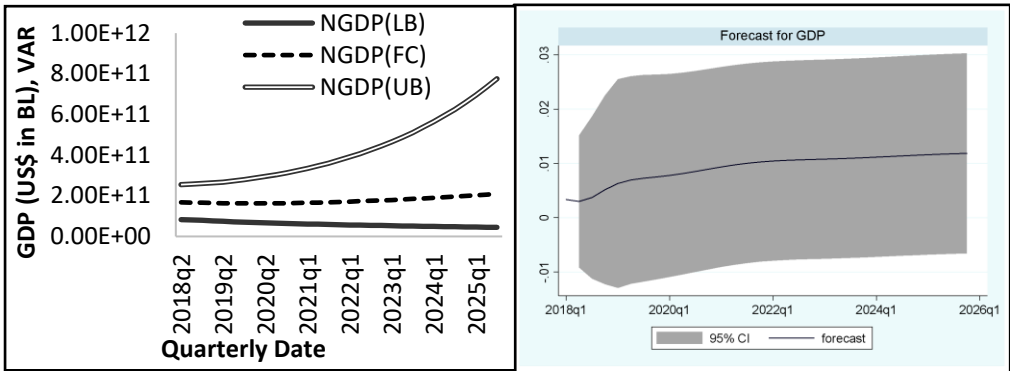 GDP (US$ in BL), VAR
1.00E+12
8.00E+11
6.00E+11
4.00E+11
2.00E+11
0.00E+00
NGDP(LB)
NGDP(FC)
NGDP(UB)
2018q2
2019q2
2020q2
2021q1
2022q1
2023q1
2024q1
2025q1
Quarterly Date
Forecast for GDP
.03
.02
.01
0
-.01
2018q1
2020q1
2022q1
2024q1
2026q1
95% CI
forecast